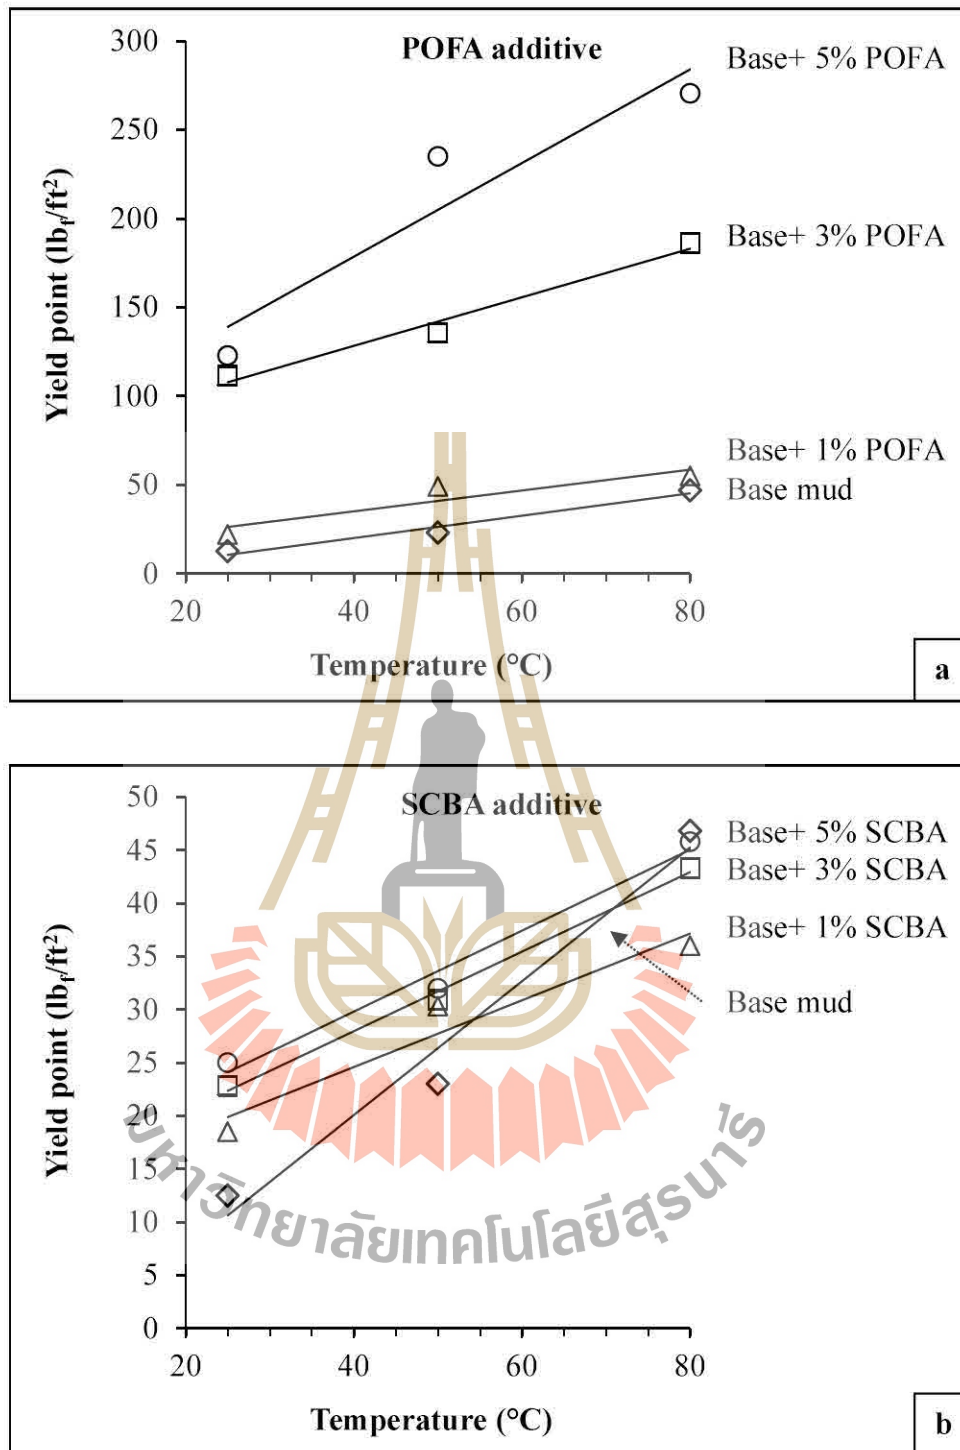 POFA additive
300
250
200
150
100
50
0
20
40
60
80
Yield point (lb_f/ft²)
Temperature (°C)
Base+ 5% POFA
Base+ 3% POFA
Base+ 1% POFA
Base mud
a
SCBA additive
50
45
40
35
30
25
20
15
10
5
0
20
40
60
80
Yield point (lb_f/ft²)
Temperature (°C)
Base+ 5% SCBA
Base+ 3% SCBA
Base+ 1% SCBA
Base mud
b
มหาวิทยาลัยเทคโนโลยีสุรนารี